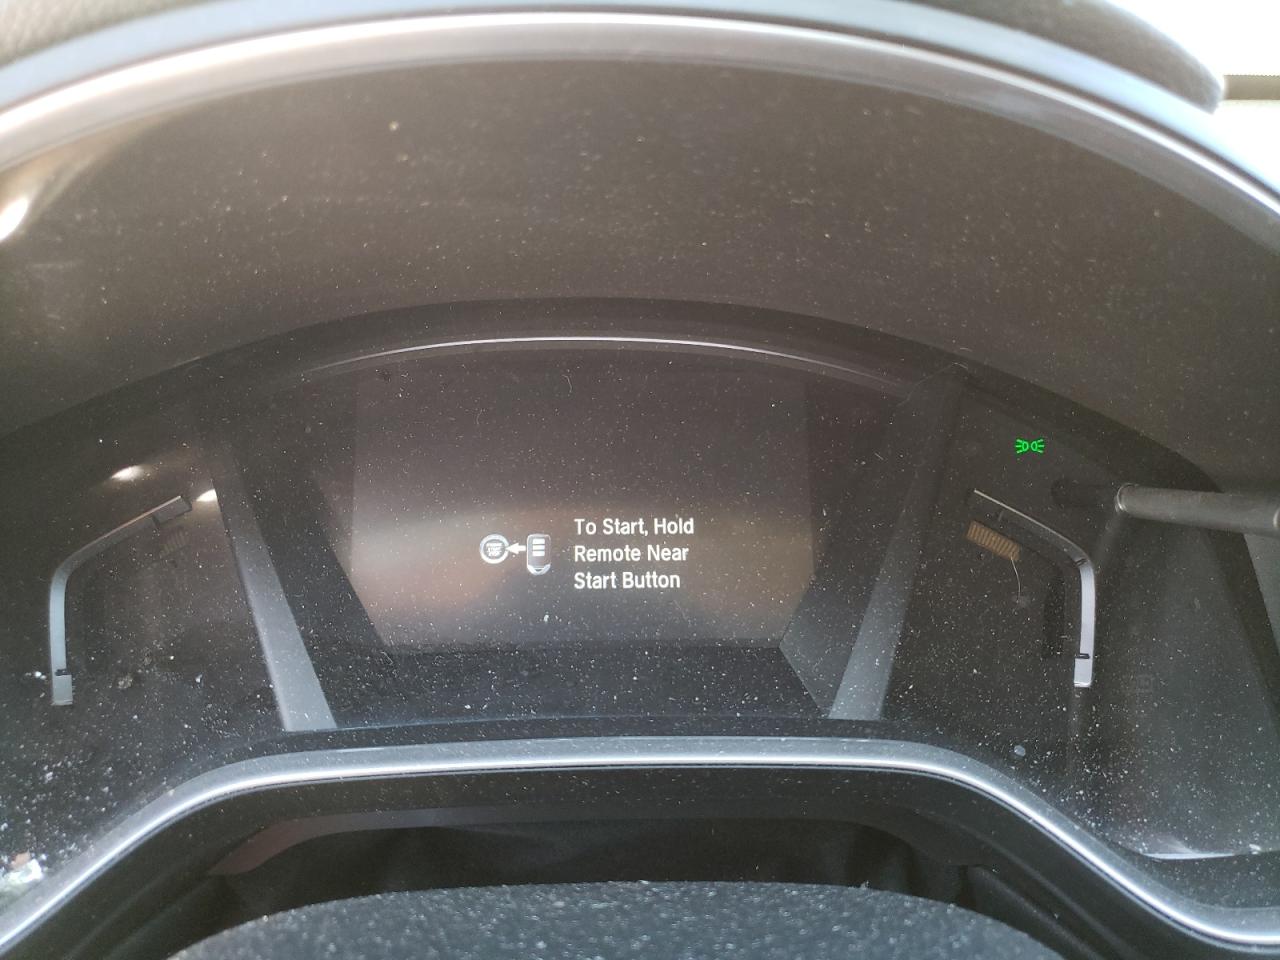 To Start, Hold
Remote Near
Start Button